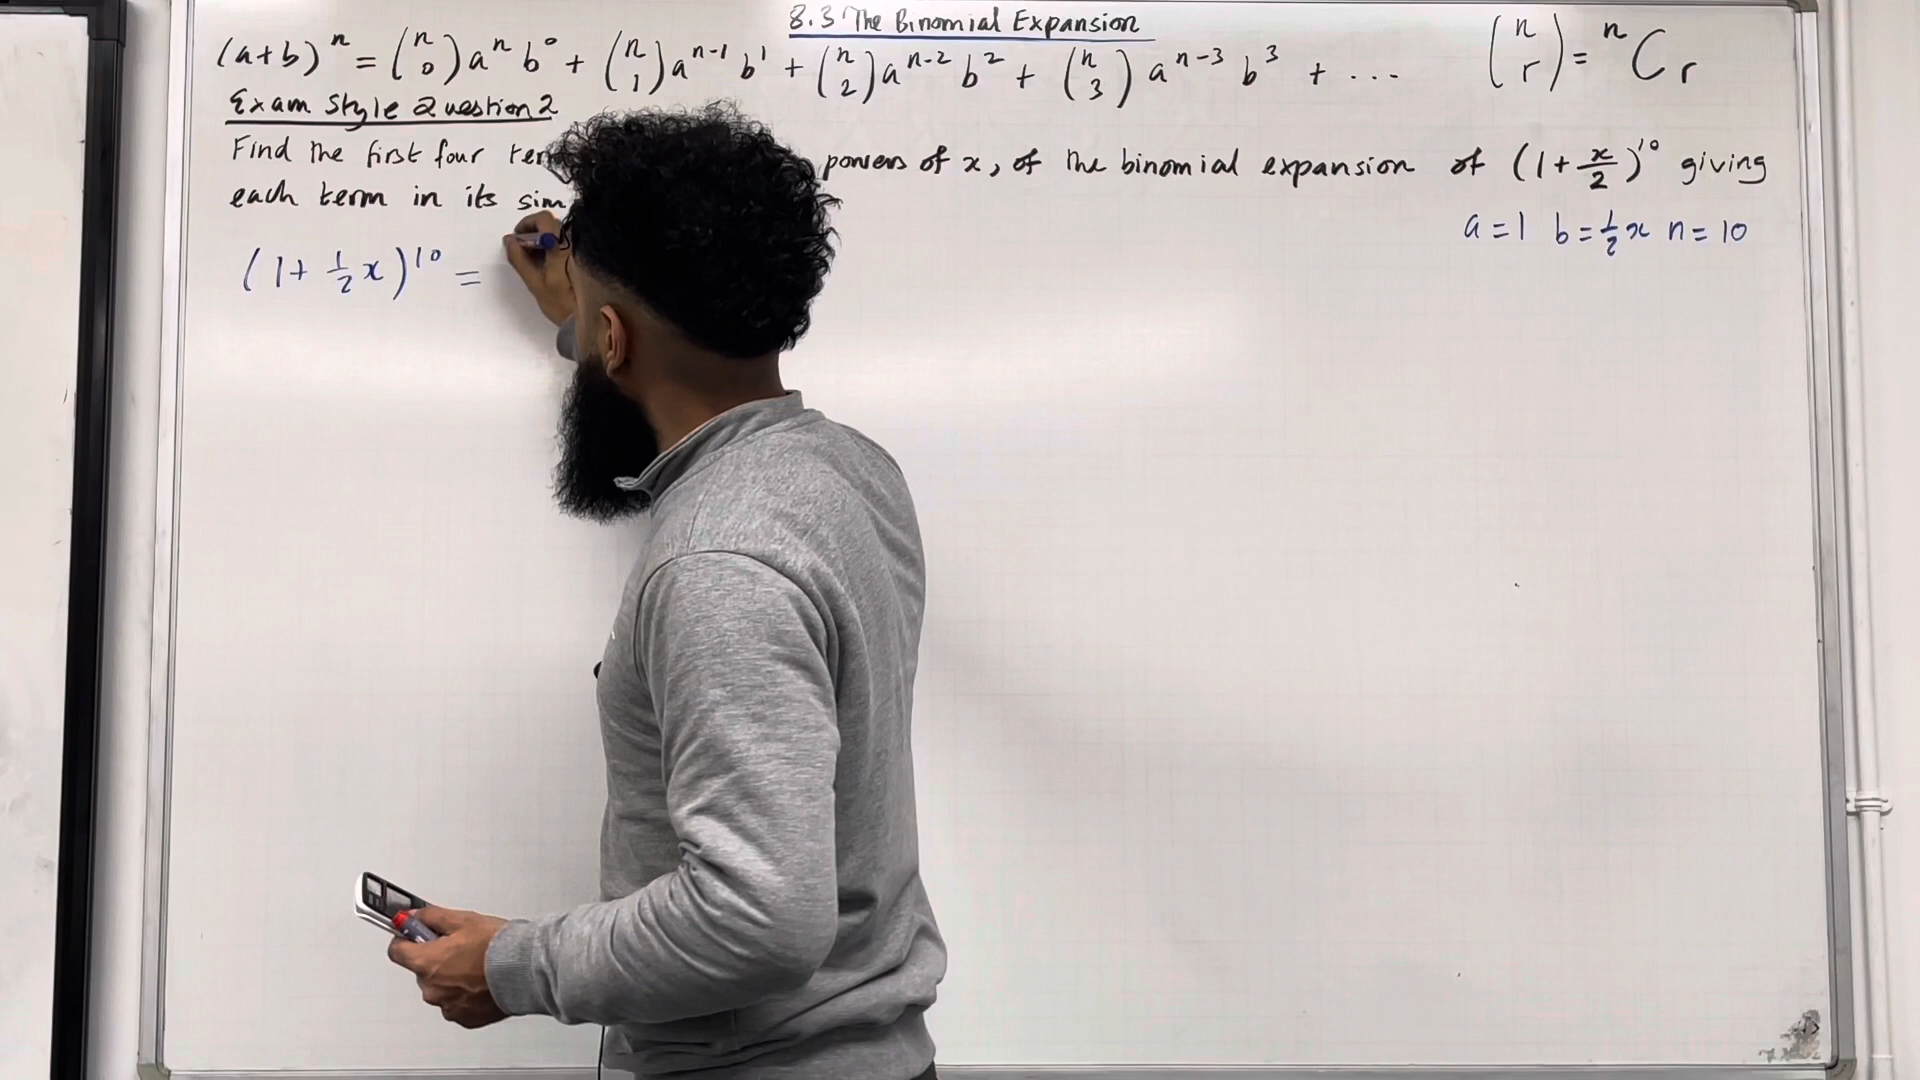 8.3 The Binomial Expansion
(a+b)^n = (n 0) a^n b^0 + (n 1) a^{n-1} b^1 + (n 2) a^{n-2} b^2 + (n 3) a^{n-3} b^3 + ... (n r) = ^nC_r
Exam Style Question 2
Find the first four powers of x, of the binomial expansion of (1 + x/2)^10 giving
each term in its
a = 1 b = 1/2 x n = 10
(1 + 1/2 x)^10 =